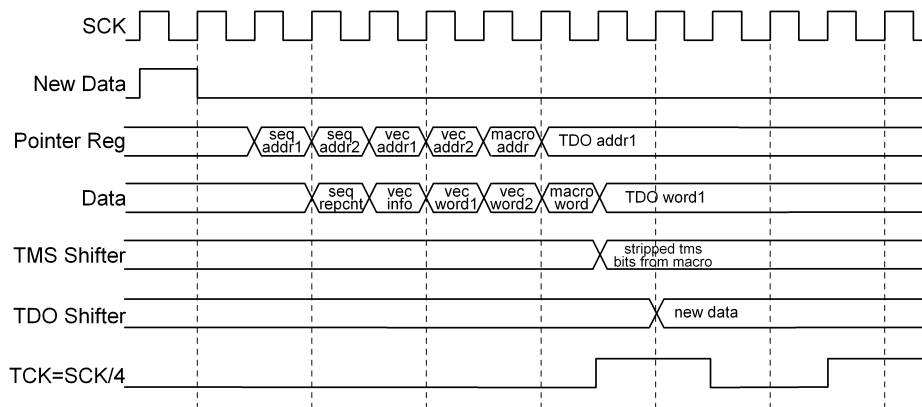 SCK
New Data
Pointer Reg
seq
addr1
seq
addr2
vec
addr1
vec
addr2
macro
addr
TDO addr1
Data
seq
repcnt
vec
info
vec
word1
vec
word2
macro
word
TDO word1
TMS Shifter
stripped tms
bits from macro
TDO Shifter
new data
TCK=SCK/4